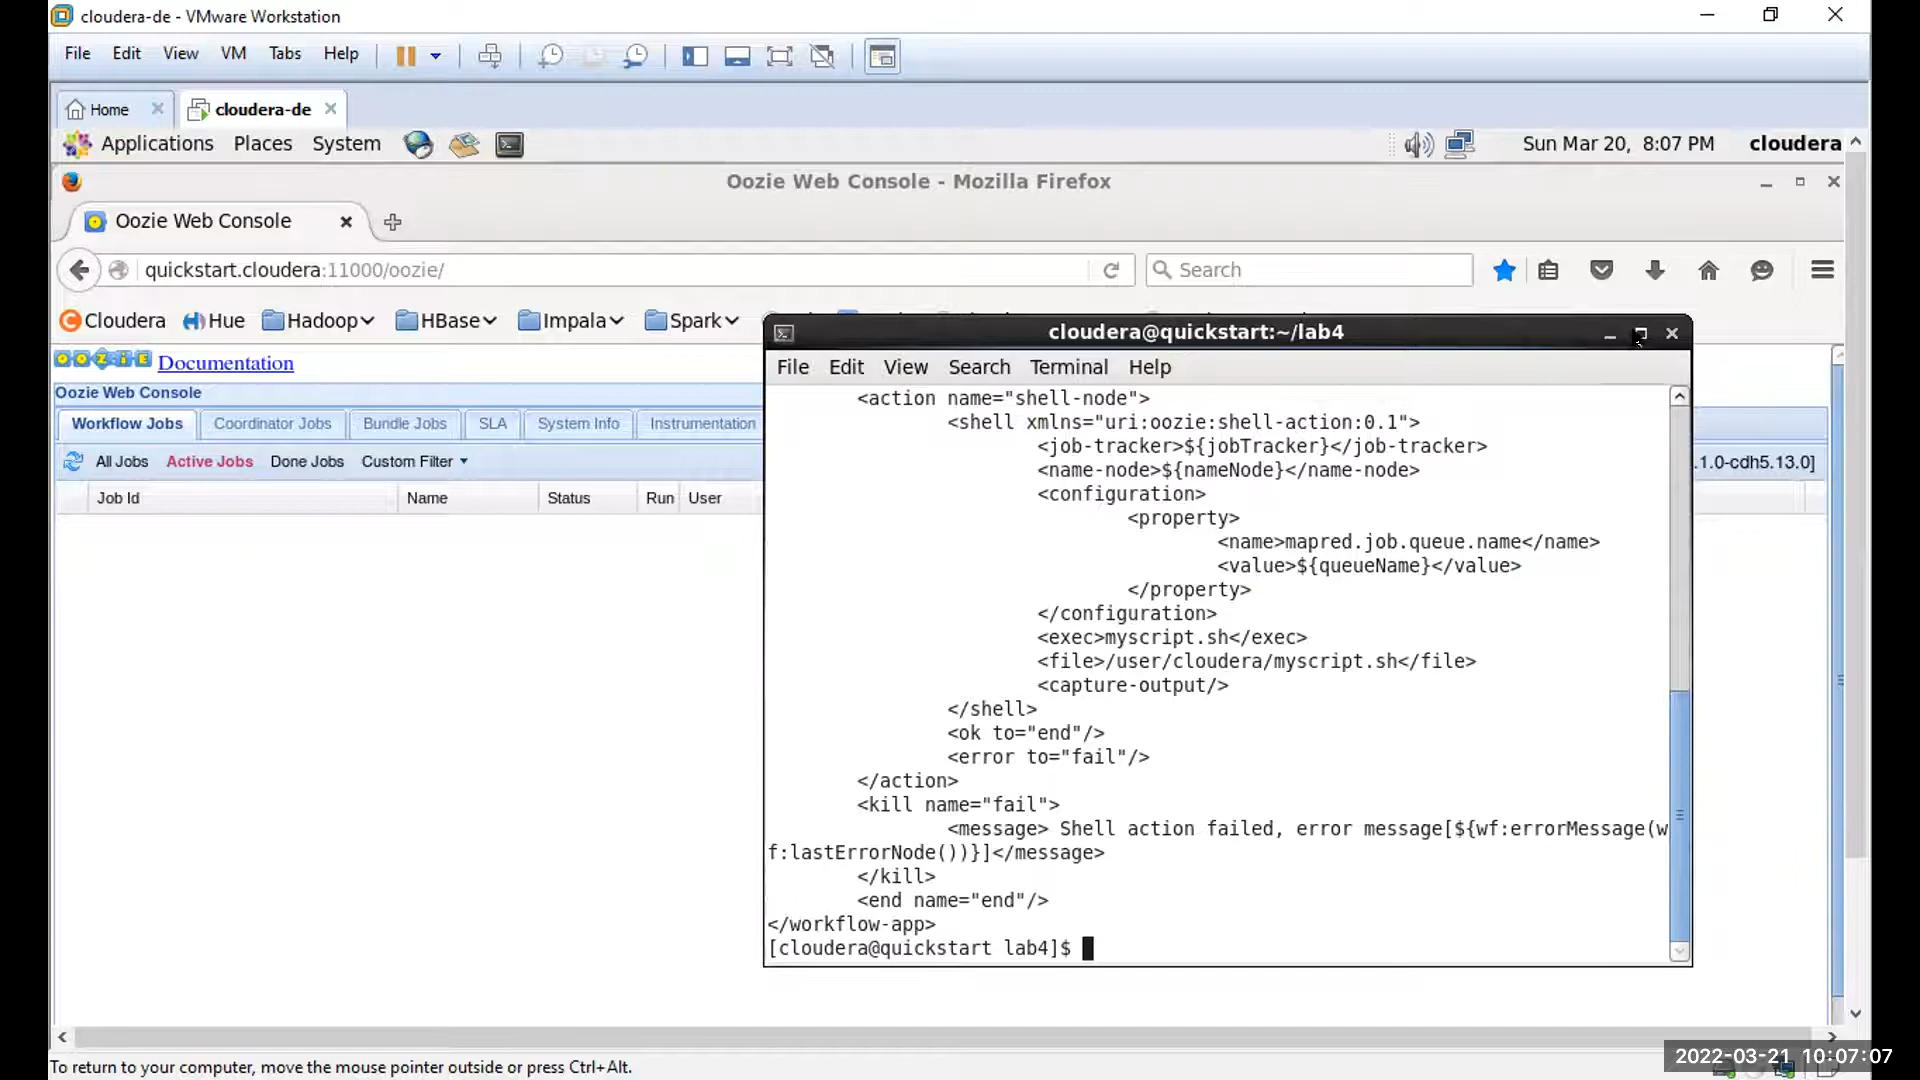 cloudera-de - VMware Workstation
File Edit View VM Tabs Help
Home cloudera-de
Applications Places System Sun Mar 20, 8:07 PM cloudera
Oozie Web Console - Mozilla Firefox
Oozie Web Console
quickstart.cloudera:11000/oozie/ Search
Cloudera Hue Hadoop HBase Impala Spark
OOZIE Documentation
Oozie Web Console
Workflow Jobs Coordinator Jobs Bundle Jobs SLA System Info Instrumentation
All Jobs Active Jobs Done Jobs Custom Filter .1.0-cdh5.13.0]
Job Id Name Status Run User
cloudera@quickstart:~/lab4
File Edit View Search Terminal Help
<action name="shell-node">
<shell xmlns="uri:oozie:shell-action:0.1">
<job-tracker>${jobTracker}</job-tracker>
<name-node>${nameNode}</name-node>
<configuration>
<property>
<name>mapred.job.queue.name</name>
<value>${queueName}</value>
</property>
</configuration>
<exec>myscript.sh</exec>
<file>/user/cloudera/myscript.sh</file>
<capture-output/>
</shell>
<ok to="end"/>
<error to="fail"/>
</action>
<kill name="fail">
<message> Shell action failed, error message[${wf:errorMessage(w
f:lastErrorNode())}]</message>
</kill>
<end name="end"/>
</workflow-app>
[cloudera@quickstart lab4]$
To return to your computer, move the mouse pointer outside or press Ctrl+Alt.
2022-03-21 10:07:07